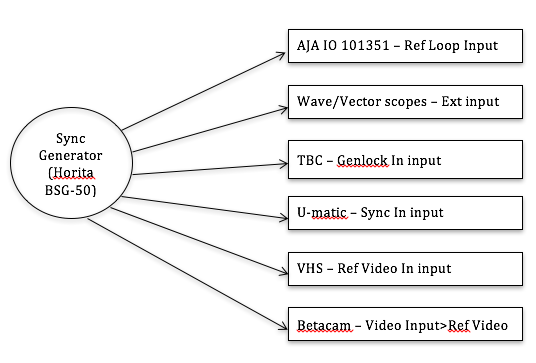 Sync
Generator
(Horita
BSG-50)
AJA IO 101351 – Ref Loop Input
Wave/Vector scopes – Ext input
TBC – Genlock In input
U-matic – Sync In input
VHS – Ref Video In input
Betacam – Video Input>Ref Video